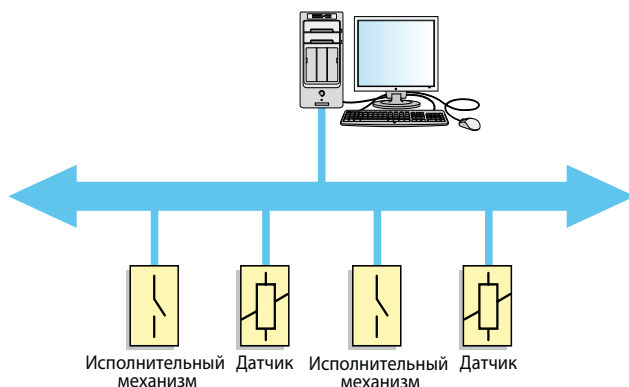 Исполнительный
механизм
Датчик
Исполнительный
механизм
Датчик